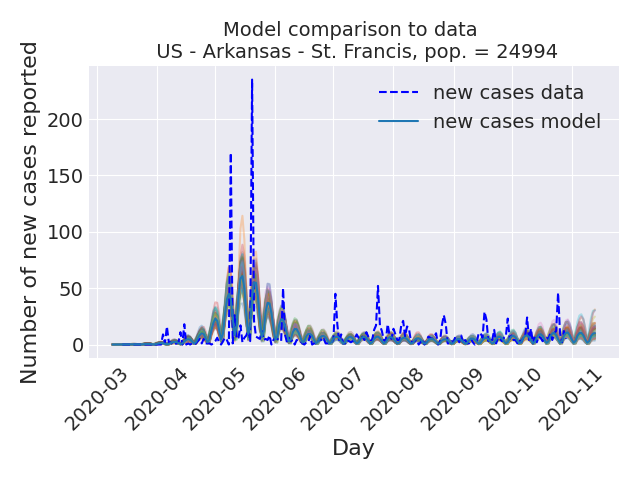 Model comparison to data
US - Arkansas - St. Francis, pop. = 24994
Number of new cases reported
200
150
100
50
0
new cases data
new cases model
2020-03
2020-04
2020-05
2020-06
2020-07
2020-08
2020-09
2020-10
2020-11
Day